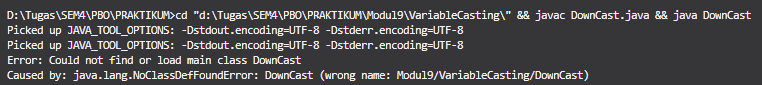 D:\Tugas\SEM4\PBO\PRAKTIKUM>cd "d:\Tugas\SEM4\PBO\PRAKTIKUM\Modul9\VariableCasting\" && javac DownCast.java && java DownCast
Picked up JAVA_TOOL_OPTIONS: -Dstdout.encoding=UTF-8 -Dstderr.encoding=UTF-8
Picked up JAVA_TOOL_OPTIONS: -Dstdout.encoding=UTF-8 -Dstderr.encoding=UTF-8
Error: Could not find or load main class DownCast
Caused by: java.lang.NoClassDefFoundError: DownCast (wrong name: Modul9/VariableCasting/DownCast)